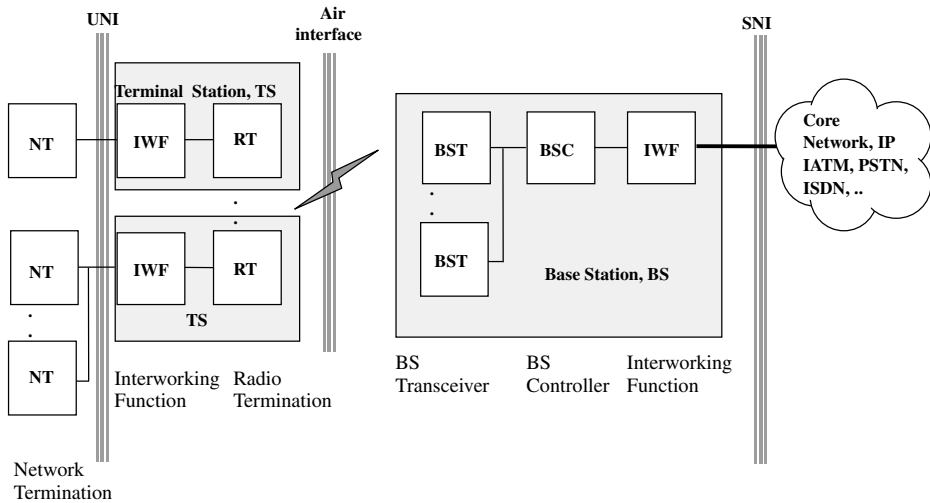 UNI
Air
interface
SNI
Terminal Station, TS
NT
IWF
RT
BST
BSC
IWF
Core
Network, IP
IATM, PSTN,
ISDN, ..
NT
IWF
RT
BST
Base Station, BS
TS
NT
Interworking
Function
Radio
Termination
BS
Transceiver
BS
Controller
Interworking
Function
Network
Termination